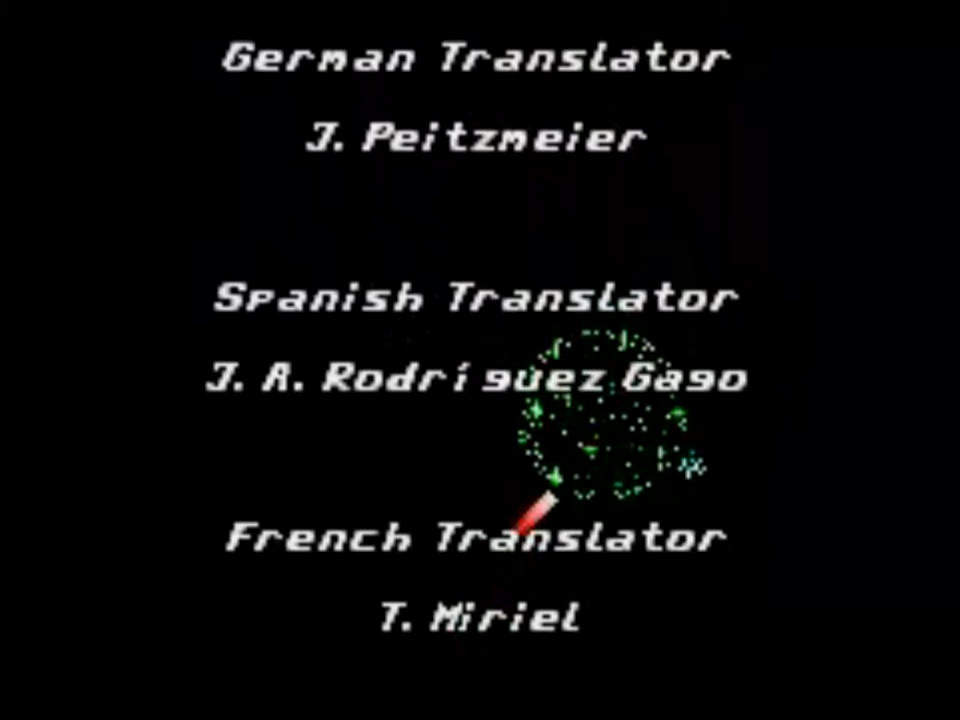 German Translator
J. Peitzmeier
Spanish Translator
J. A. Rodríguez Gago
French Translator
T. Miriel